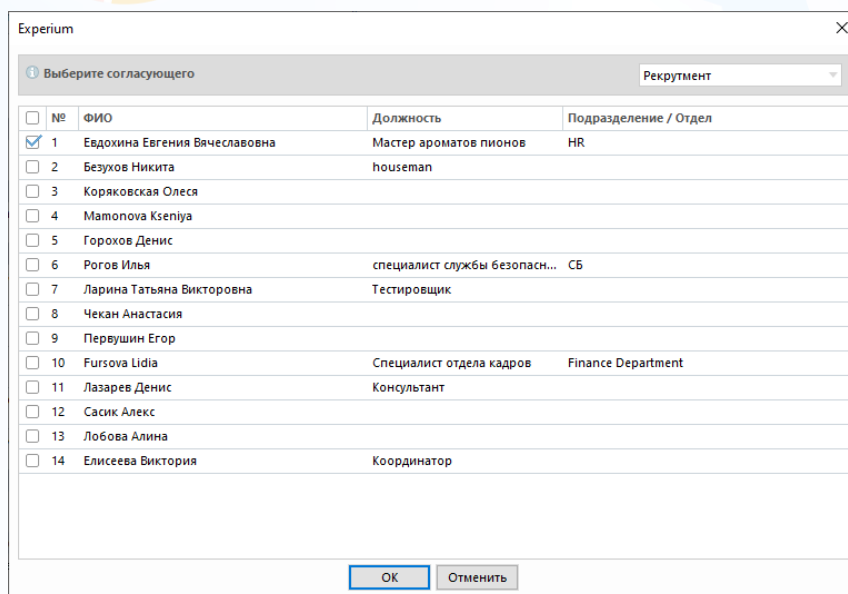 Experium
Выберите согласующего Рекрутмент
№ ФИО Должность Подразделение / Отдел
1 Евдохина Евгения Вячеславовна Мастер ароматов пионов HR
2 Безухов Никита houseman
3 Коряковская Олеся
4 Mamonova Kseniya
5 Горохов Денис
6 Рогов Илья специалист службы безопасн... СБ
7 Ларина Татьяна Викторовна Тестировщик
8 Чекан Анастасия
9 Первушин Егор
10 Fursova Lidia Специалист отдела кадров Finance Department
11 Лазарев Денис Консультант
12 Сасик Алекс
13 Лобова Алина
14 Елисеева Виктория Координатор
ОК Отменить